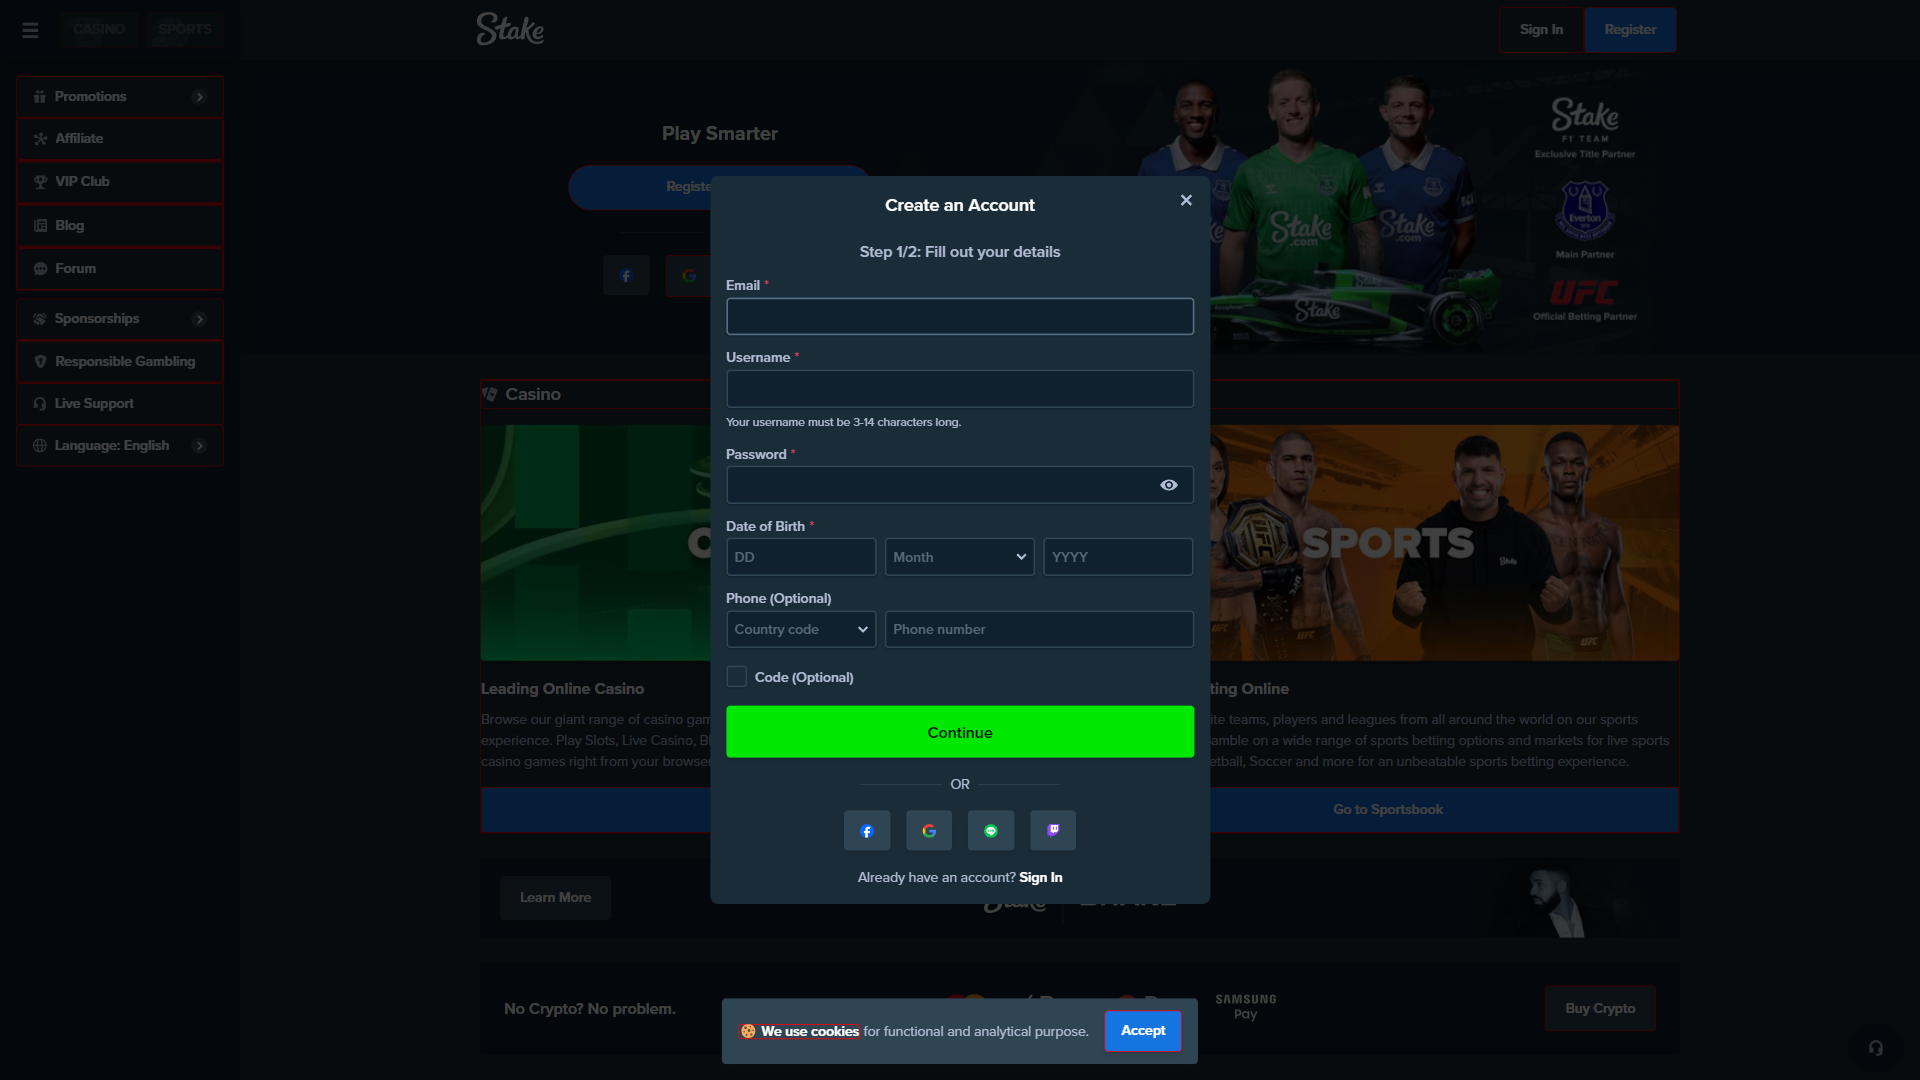 CASINO
SPORTS
Stake
Sign In
Register
Promotions
Affiliate
VIP Club
Blog
Forum
Sponsorships
Responsible Gambling
Live Support
Language: English
Play Smarter
Registe
Stake
F1 TEAM
Exclusive Title Partner
Everton
Main Partner
UFC
Official Betting Partner
Stake
.com
Stake
.com
Stake
Create an Account
Step 1/2: Fill out your details
Email *
Username *
Your username must be 3-14 characters long.
Password *
Date of Birth *
DD
Month
YYYY
Phone (Optional)
Country code
Phone number
Code (Optional)
Continue
OR
Already have an account? Sign In
Casino
C
SPORTS
Leading Online Casino
Browse our giant range of casino gam
experience. Play Slots, Live Casino, Bl
casino games right from your browser
ting Online
ite teams, players and leagues from all around the world on our sports
amble on a wide range of sports betting options and markets for live sports
etball, Soccer and more for an unbeatable sports betting experience.
Go to Sportsbook
Learn More
Stake
No Crypto? No problem.
SAMSUNG
Pay
Buy Crypto
We use cookies for functional and analytical purpose.
Accept